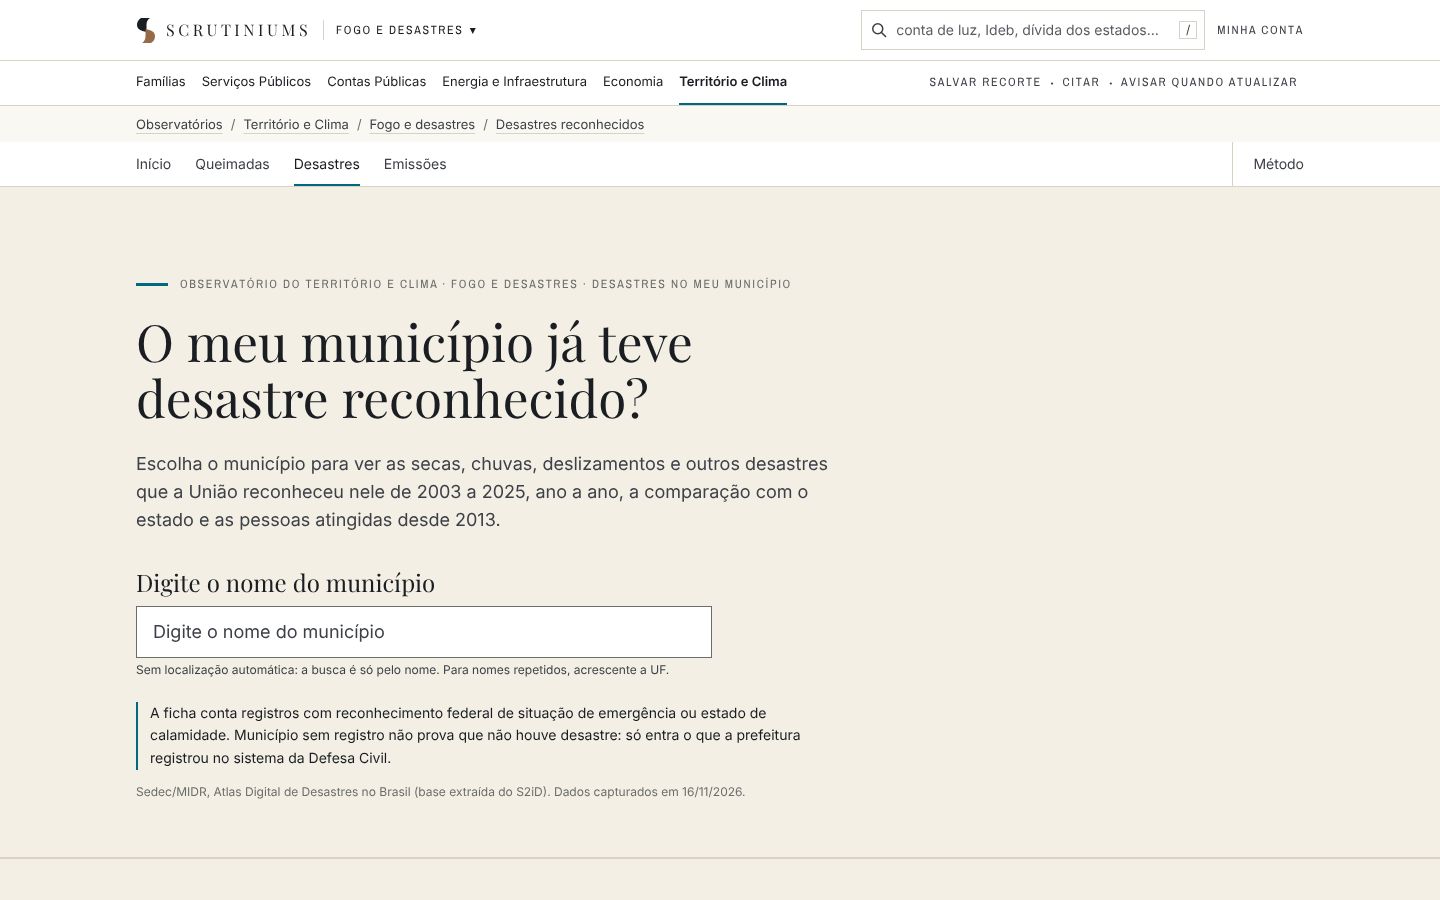 SCRUTINIUMS
FOGO E DESASTRES ▼
conta de luz, Ideb, dívida dos estados...
/
MINHA CONTA
Famílias
Serviços Públicos
Contas Públicas
Energia e Infraestrutura
Economia
Território e Clima
SALVAR RECORTE · CITAR · AVISAR QUANDO ATUALIZAR
Observatórios / Território e Clima / Fogo e desastres / Desastres reconhecidos
Início
Queimadas
Desastres
Emissões
Método
OBSERVATÓRIO DO TERRITÓRIO E CLIMA · FOGO E DESASTRES · DESASTRES NO MEU MUNICÍPIO
O meu município já teve
desastre reconhecido?
Escolha o município para ver as secas, chuvas, deslizamentos e outros desastres
que a União reconheceu nele de 2003 a 2025, ano a ano, a comparação com o
estado e as pessoas atingidas desde 2013.
Digite o nome do município
Digite o nome do município
Sem localização automática: a busca é só pelo nome. Para nomes repetidos, acrescente a UF.
A ficha conta registros com reconhecimento federal de situação de emergência ou estado de
calamidade. Município sem registro não prova que não houve desastre: só entra o que a prefeitura
registrou no sistema da Defesa Civil.
Sedec/MIDR, Atlas Digital de Desastres no Brasil (base extraída do S2iD). Dados capturados em 16/11/2026.